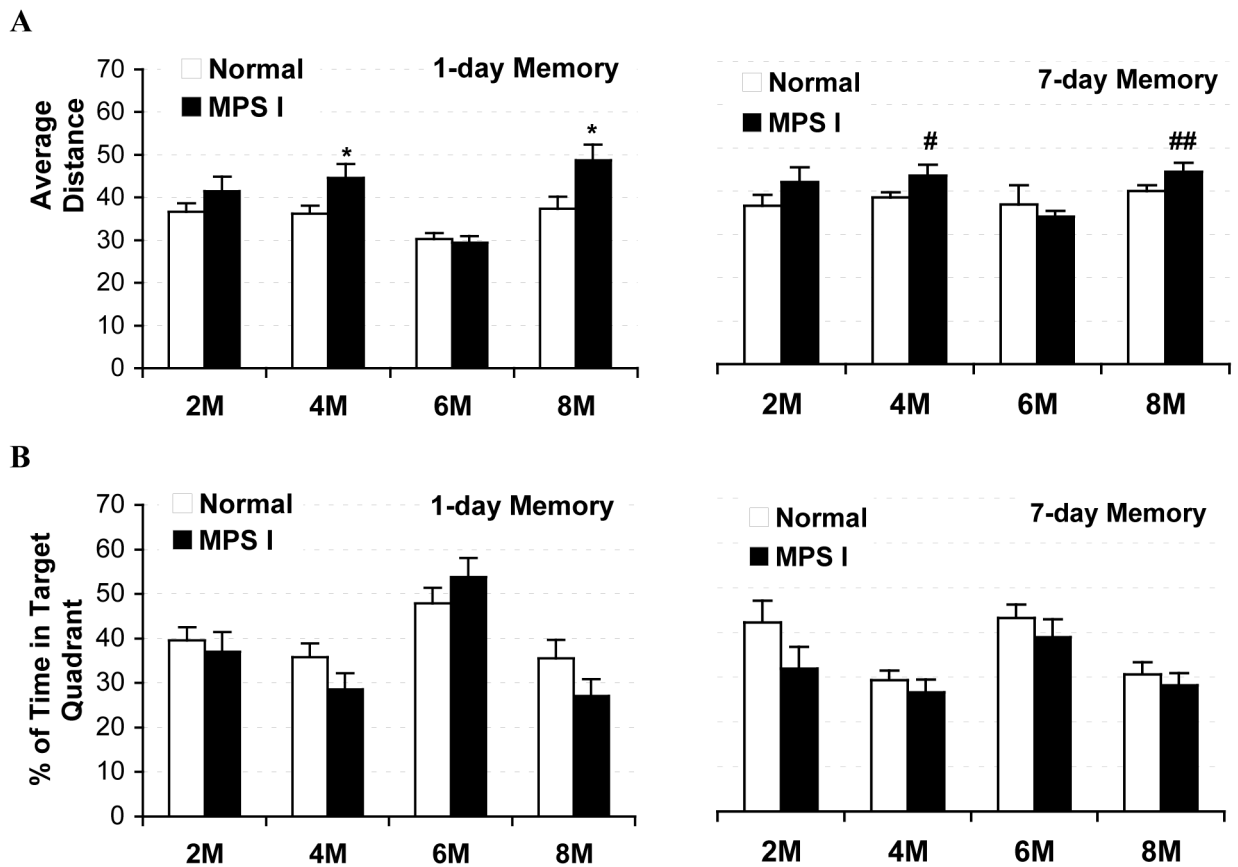 A
Average
Distance
70
60
50
40
30
20
10
0
Normal
MPS I
1-day Memory
*
*
2M
4M
6M
8M
Normal
MPS I
7-day Memory
#
##
2M
4M
6M
8M
B
% of Time in Target
Quadrant
70
60
50
40
30
20
10
0
Normal
MPS I
1-day Memory
2M
4M
6M
8M
Normal
MPS I
7-day Memory
2M
4M
6M
8M